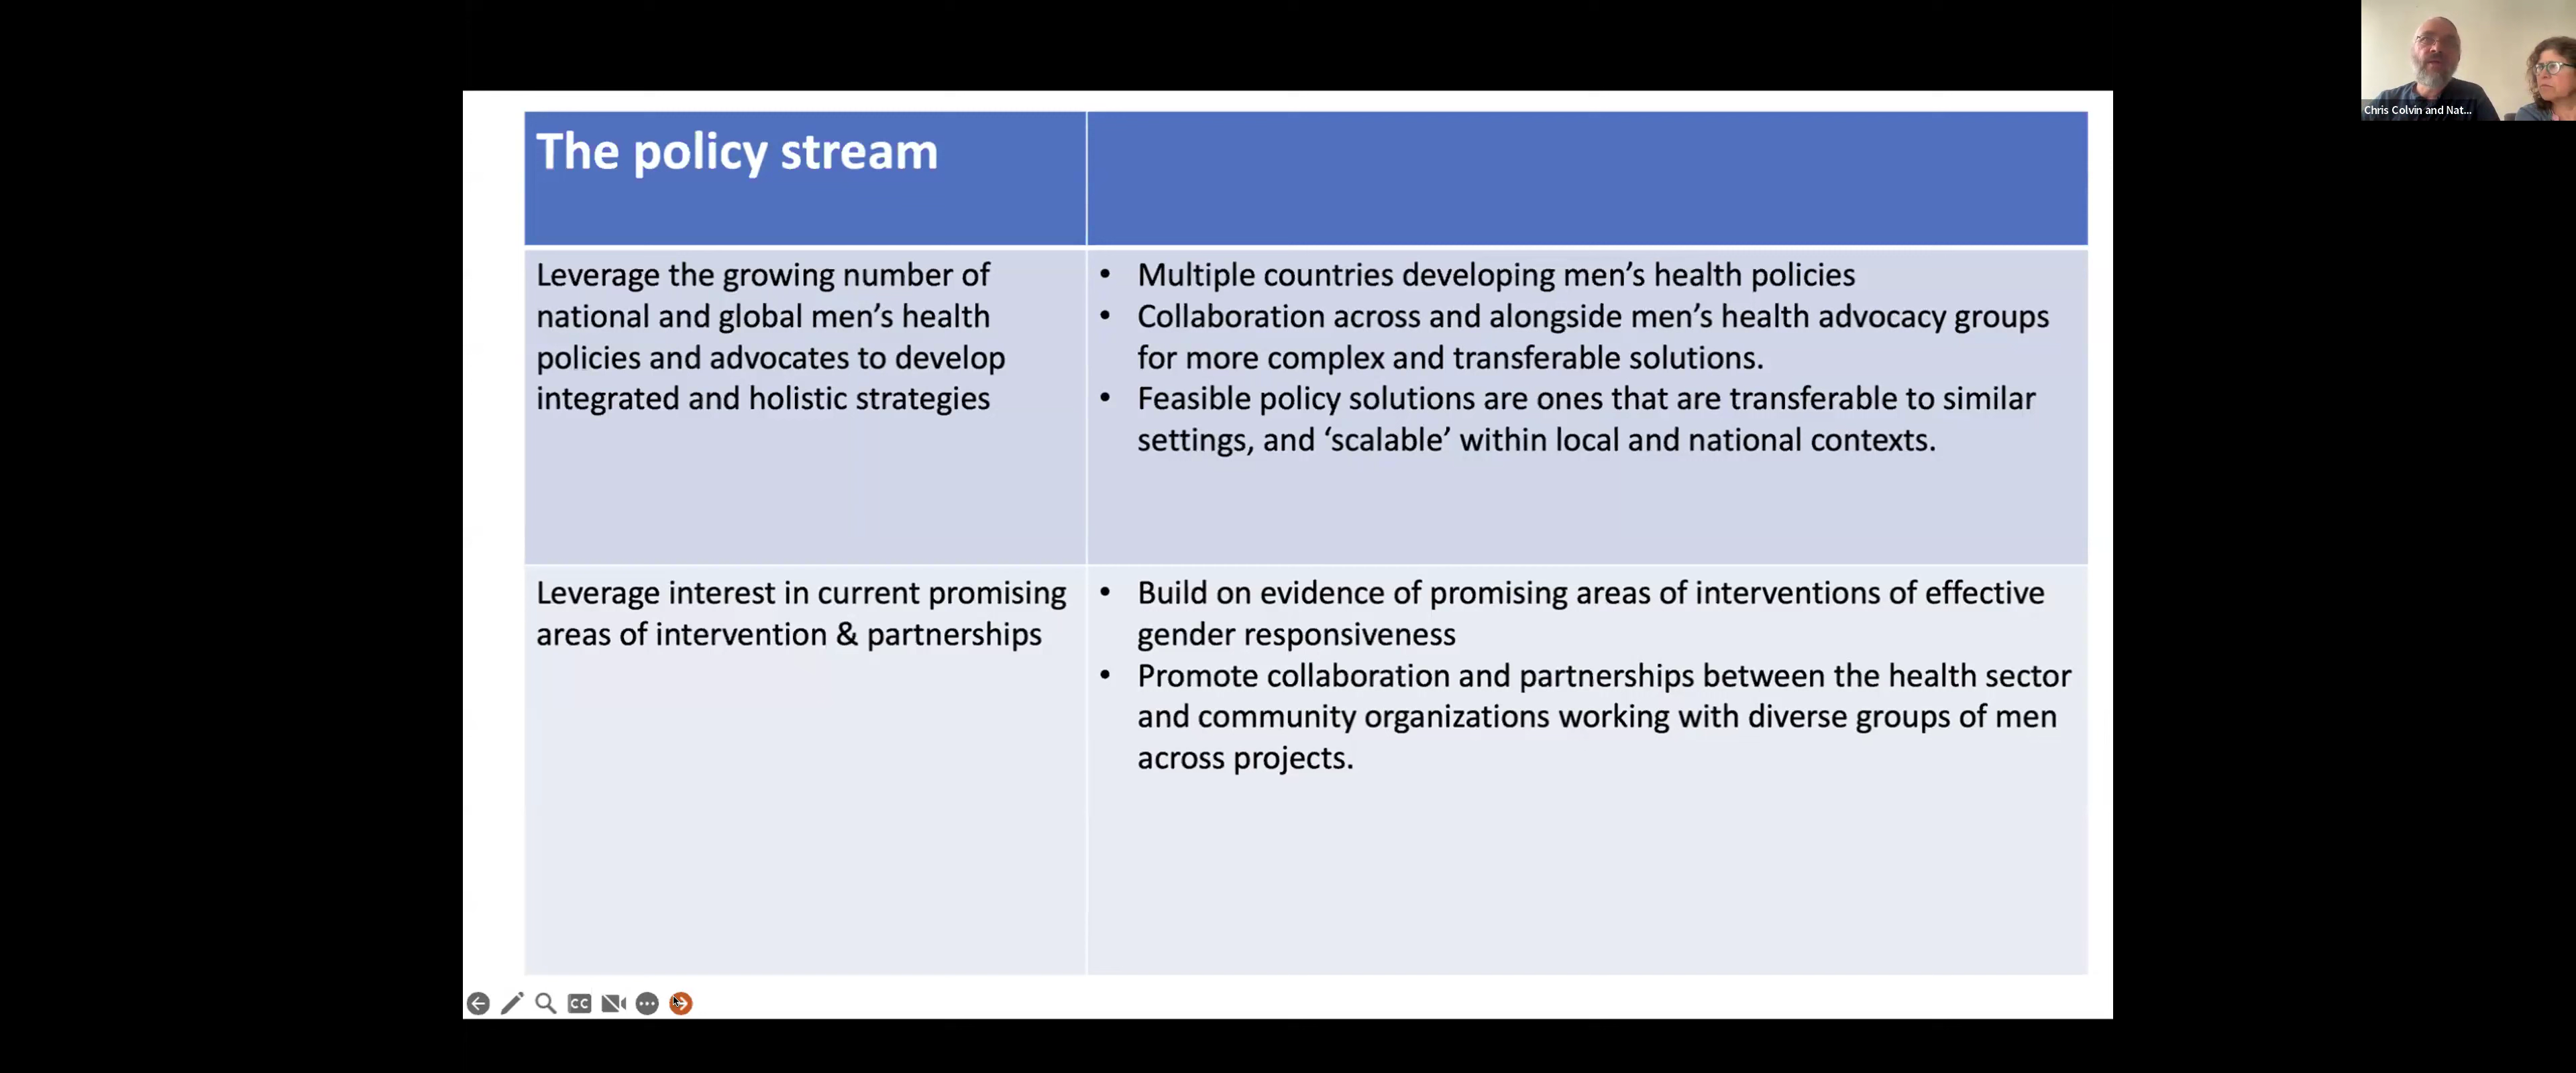 Chris Colvin and Nat...
The policy stream
Leverage the growing number of
national and global men’s health
policies and advocates to develop
integrated and holistic strategies
• Multiple countries developing men’s health policies
• Collaboration across and alongside men’s health advocacy groups
for more complex and transferable solutions.
• Feasible policy solutions are ones that are transferable to similar
settings, and ‘scalable’ within local and national contexts.
Leverage interest in current promising
areas of intervention & partnerships
• Build on evidence of promising areas of interventions of effective
gender responsiveness
• Promote collaboration and partnerships between the health sector
and community organizations working with diverse groups of men
across projects.
CC